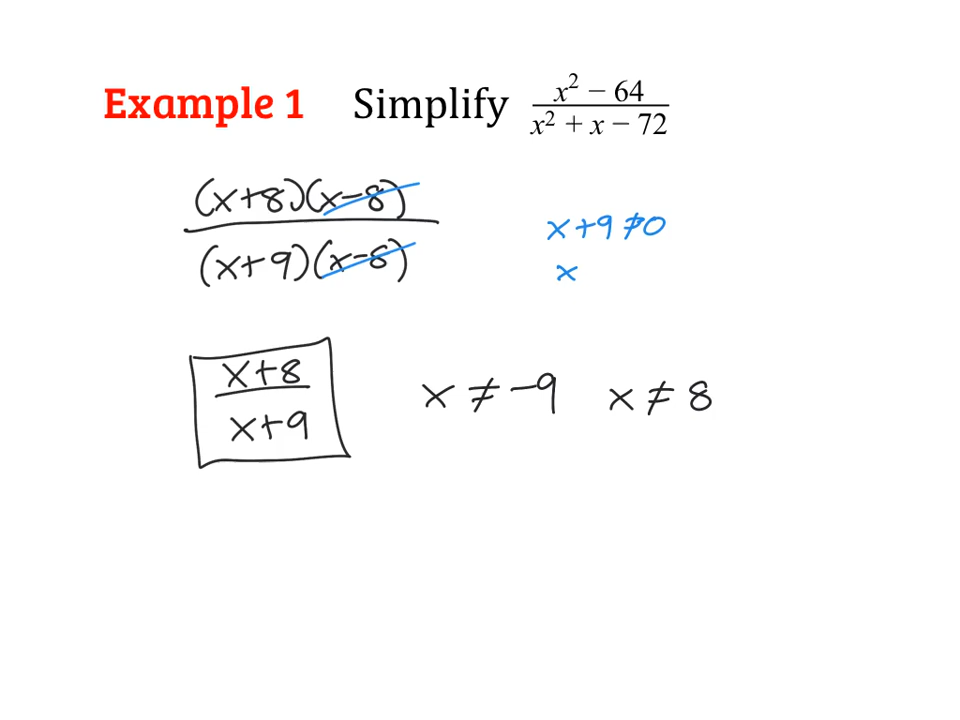 Example 1 Simplify (x² − 64)/(x² + x − 72)
(x+8)(x−8)
(x+9)(x−8)
x+9≠0
x
x+8
x+9
x ≠ −9 x ≠ 8